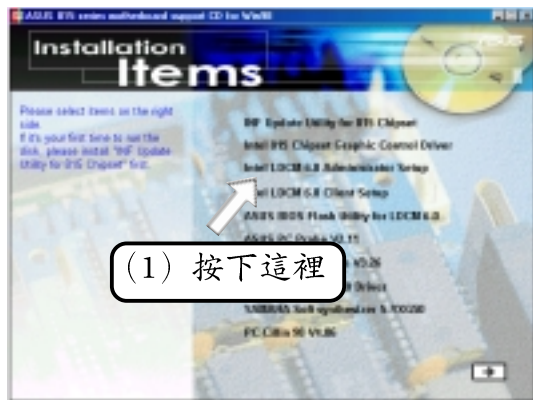 ASUS 815 series motherboard support CD for Win98
Installation
Items
Please select items on the right
side.
If it's your first time to run the
disk, please install "INF Update
Utility for 815 Chipset" first.
INF Update Utility for 815 Chipset
Intel 815 Chipset Graphic Control Driver
Intel LDCM 6.0 Administrator Setup
Intel LDCM 6.0 Client Setup
ASUS BIOS Flash Utility for LDCM 6.0
ASUS PC Probe V2.11
(1) 按下這裡
YAMAHA Soft-synthesizer S-YXG50
PC Cillin 98 V1.06